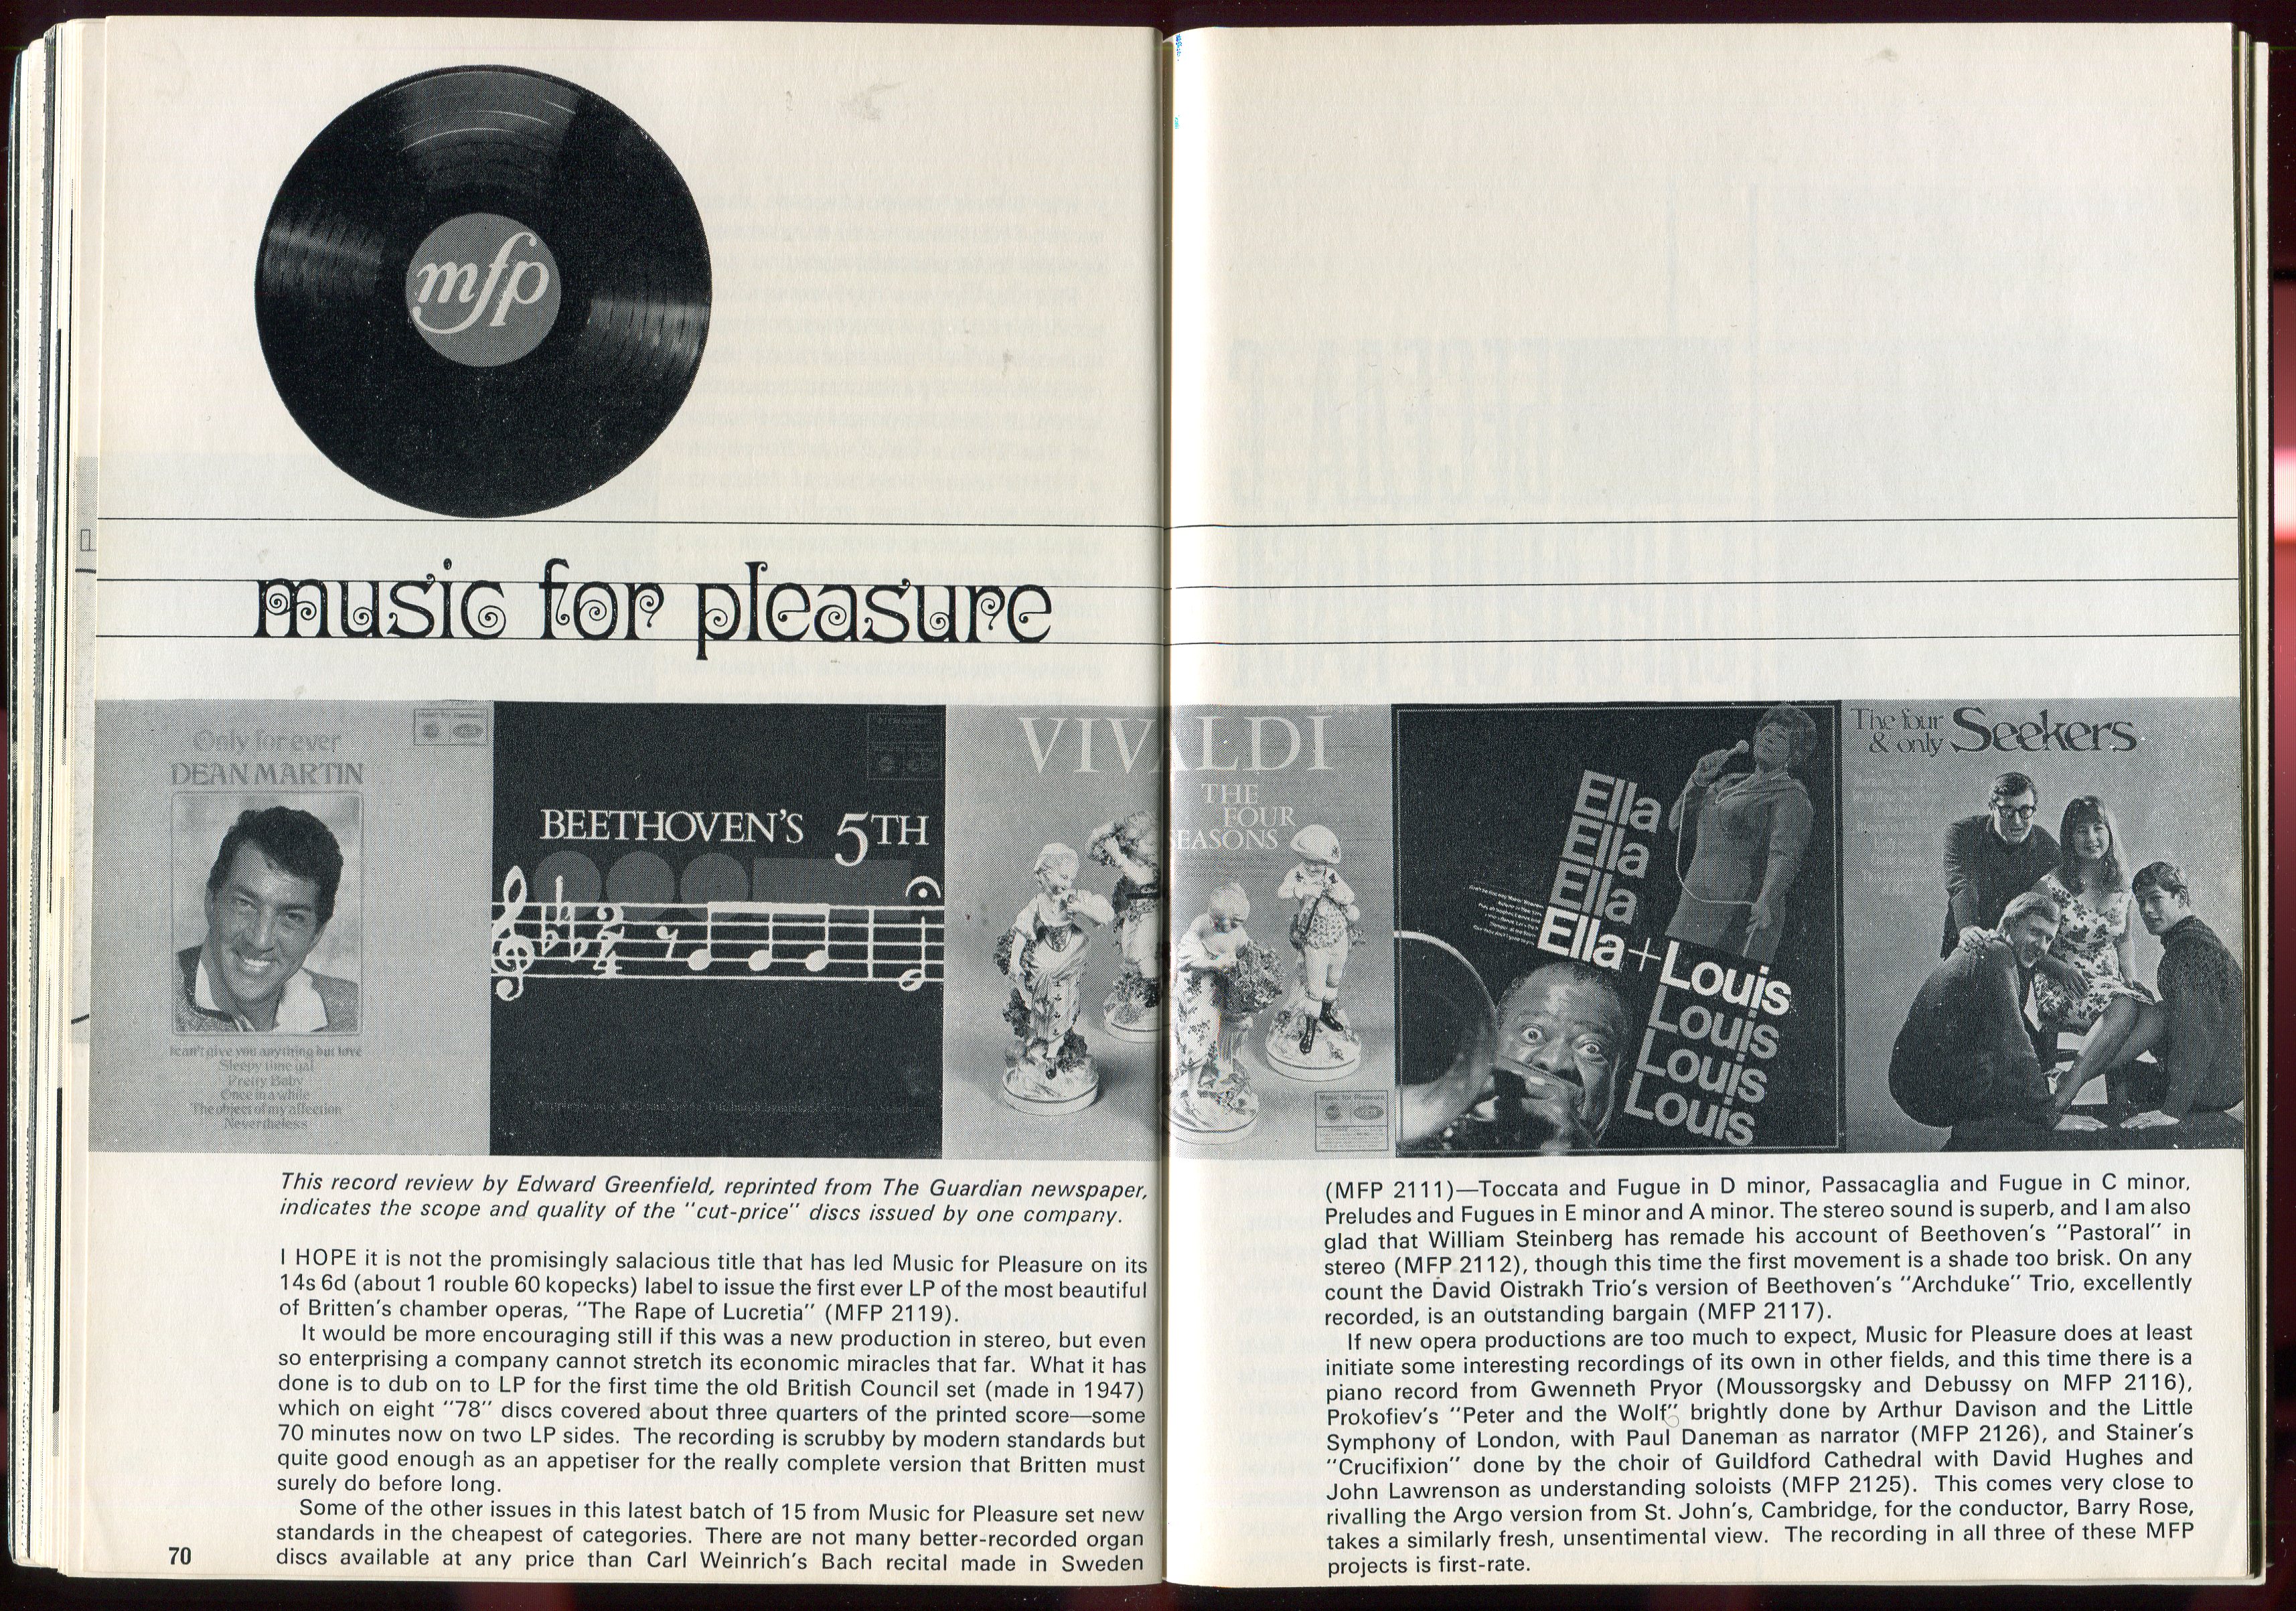 mfp
music for pleasure
Only forever
DEAN MARTIN
I can't give you anything but love
Sleepy time gal
Pretty Baby
Once in a while
The object of my affection
Nevertheless
BEETHOVEN'S 5TH
VIVALDI
THE
FOUR
SEASONS
Music for Pleasure
Ella
Ella
Ella
Ella+Louis
Louis
Louis
Louis
The four
& only Seekers
This record review by Edward Greenfield, reprinted from The Guardian newspaper,
indicates the scope and quality of the "cut-price" discs issued by one company.
I HOPE it is not the promisingly salacious title that has led Music for Pleasure on its
14s 6d (about 1 rouble 60 kopecks) label to issue the first ever LP of the most beautiful
of Britten's chamber operas, "The Rape of Lucretia" (MFP 2119).
It would be more encouraging still if this was a new production in stereo, but even
so enterprising a company cannot stretch its economic miracles that far. What it has
done is to dub on to LP for the first time the old British Council set (made in 1947)
which on eight "78" discs covered about three quarters of the printed score—some
70 minutes now on two LP sides. The recording is scrubby by modern standards but
quite good enough as an appetiser for the really complete version that Britten must
surely do before long.
Some of the other issues in this latest batch of 15 from Music for Pleasure set new
standards in the cheapest of categories. There are not many better-recorded organ
discs available at any price than Carl Weinrich's Bach recital made in Sweden
70
(MFP 2111)—Toccata and Fugue in D minor, Passacaglia and Fugue in C minor,
Preludes and Fugues in E minor and A minor. The stereo sound is superb, and I am also
glad that William Steinberg has remade his account of Beethoven's "Pastoral" in
stereo (MFP 2112), though this time the first movement is a shade too brisk. On any
count the David Oistrakh Trio's version of Beethoven's "Archduke" Trio, excellently
recorded, is an outstanding bargain (MFP 2117).
If new opera productions are too much to expect, Music for Pleasure does at least
initiate some interesting recordings of its own in other fields, and this time there is a
piano record from Gwenneth Pryor (Moussorgsky and Debussy on MFP 2116),
Prokofiev's "Peter and the Wolf" brightly done by Arthur Davison and the Little
Symphony of London, with Paul Daneman as narrator (MFP 2126), and Stainer's
"Crucifixion" done by the choir of Guildford Cathedral with David Hughes and
John Lawrenson as understanding soloists (MFP 2125). This comes very close to
rivalling the Argo version from St. John's, Cambridge, for the conductor, Barry Rose,
takes a similarly fresh, unsentimental view. The recording in all three of these MFP
projects is first-rate.